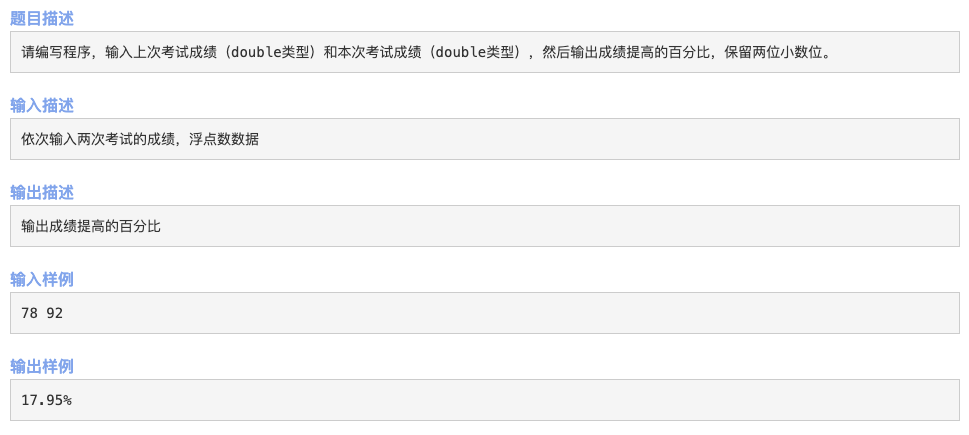 题目描述
请编写程序，输入上次考试成绩（double类型）和本次考试成绩（double类型），然后输出成绩提高的百分比，保留两位小数位。
输入描述
依次输入两次考试的成绩，浮点数数据
输出描述
输出成绩提高的百分比
输入样例
78 92
输出样例
17.95%